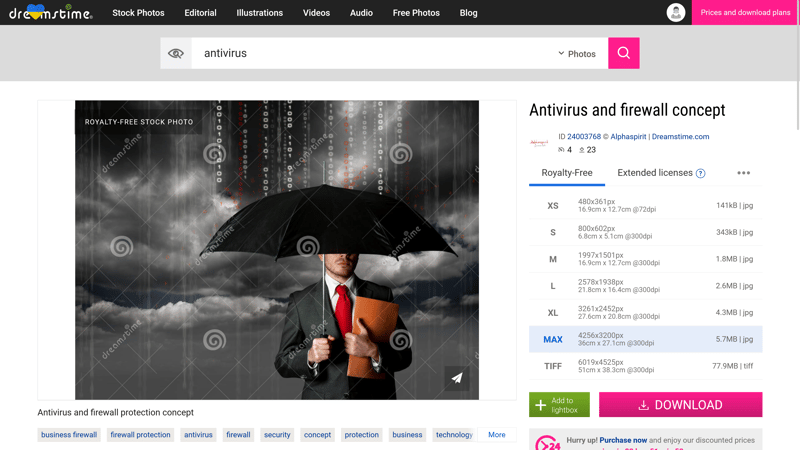 dreamstime
Stock Photos Editorial Illustrations Videos Audio Free Photos Blog Prices and download plans
antivirus Photos
ROYALTY-FREE STOCK PHOTO
dreamstime
Antivirus and firewall concept
ID 24003768 © Alphaspirit | Dreamstime.com
4 23
Royalty-Free Extended licenses ? •••
XS 480x361px 141kB | jpg
16.9cm x 12.7cm @72dpi
S 800x602px 343kB | jpg
6.8cm x 5.1cm @300dpi
M 1997x1501px 1.8MB | jpg
16.9cm x 12.7cm @300dpi
L 2578x1938px 2.6MB | jpg
21.8cm x 16.4cm @300dpi
XL 3261x2452px 4.3MB | jpg
27.6cm x 20.8cm @300dpi
MAX 4256x3200px 5.7MB | jpg
36cm x 27.1cm @300dpi
TIFF 6019x4525px 77.9MB | tiff
51cm x 38.3cm @300dpi
Add to
lightbox
DOWNLOAD
Antivirus and firewall protection concept
business firewall firewall protection antivirus firewall security concept protection business technology More
24 Hurry up! Purchase now and enjoy our discounted prices